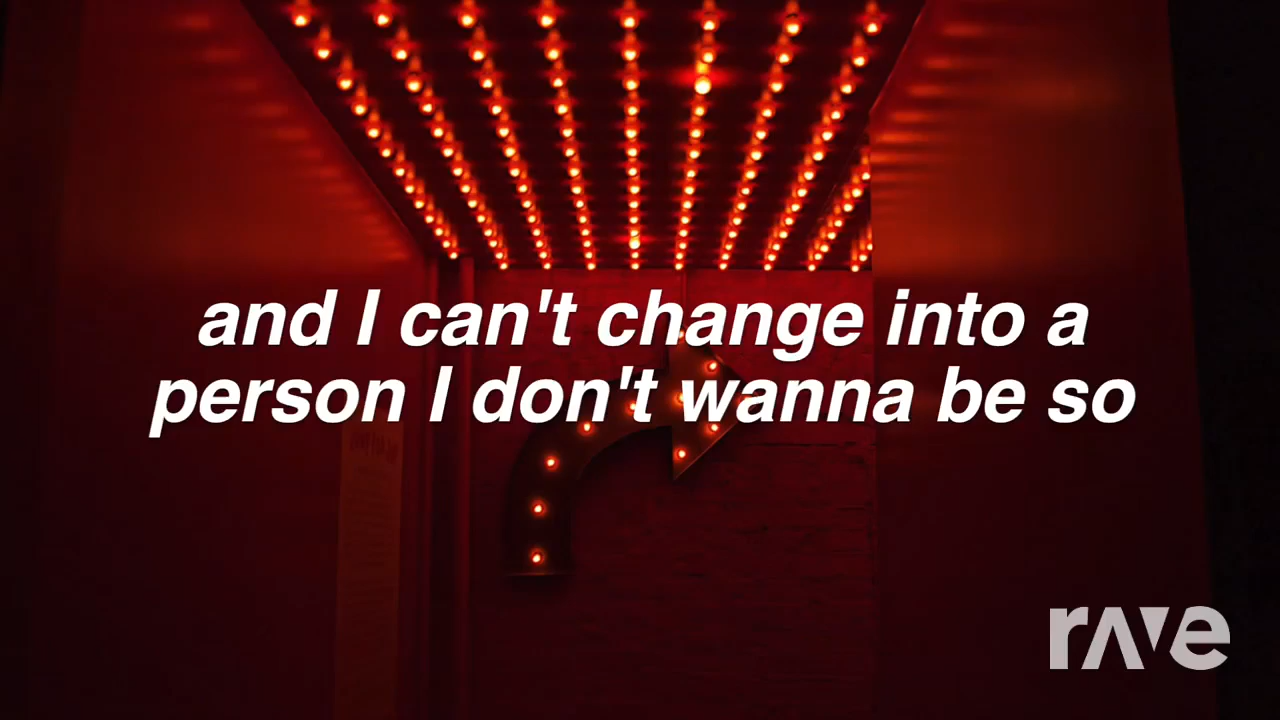 and I can't change into a
person I don't wanna be so
rave